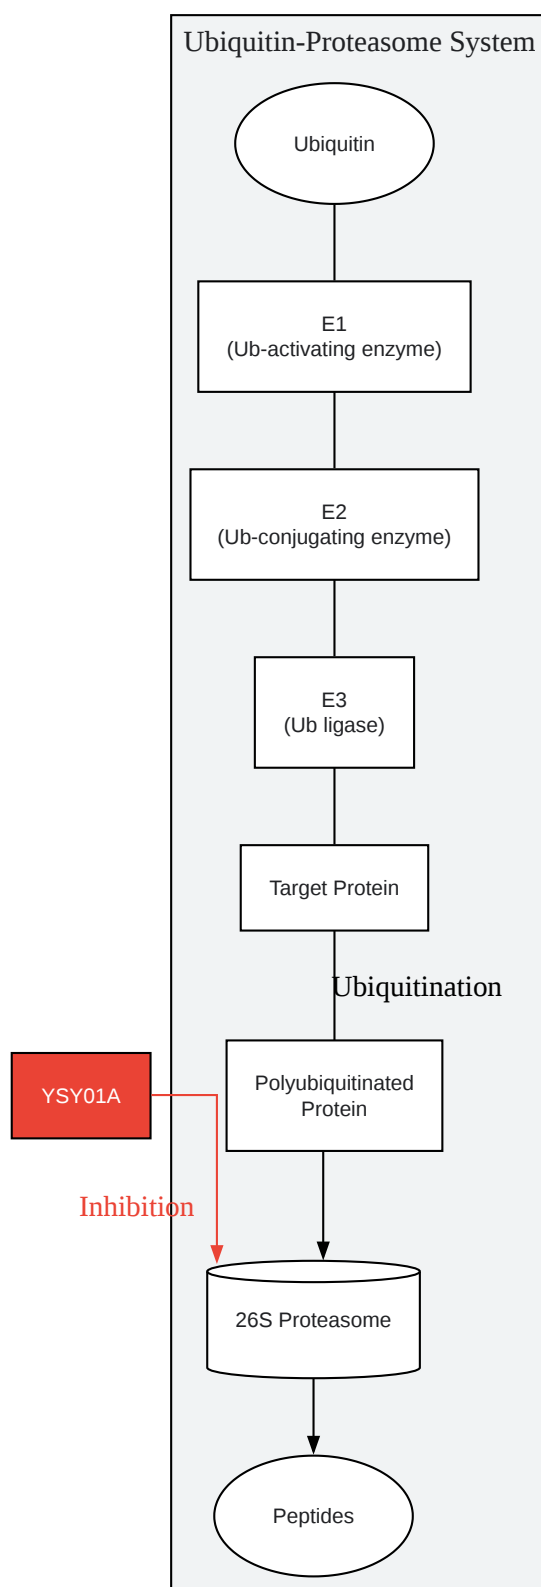 Ubiquitin-Proteasome System
Ubiquitin
E1
(Ub-activating enzyme)
E2
(Ub-conjugating enzyme)
E3
(Ub ligase)
Target Protein
Ubiquitination
YSY01A
Polyubiquitinated
Protein
Inhibition
26S Proteasome
Peptides